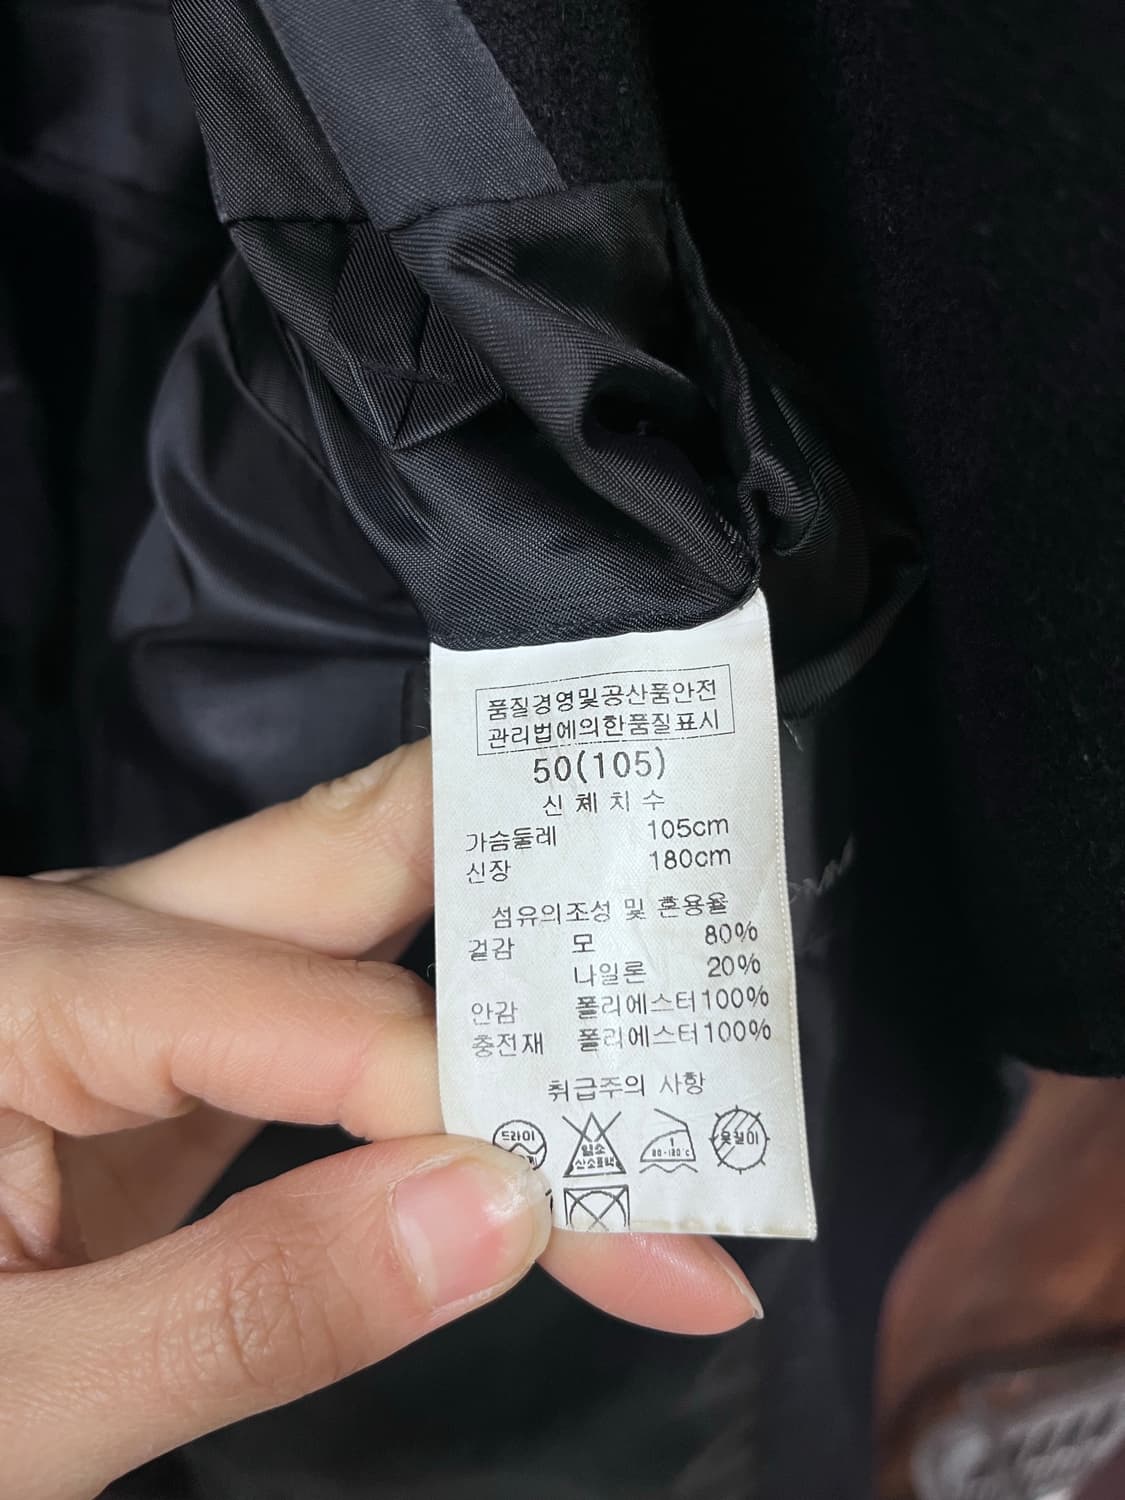 품질경영및공산품안전
관리법에의한품질표시
50(105)
신 체 치 수
가슴둘레 105cm
신장 180cm
섬유의조성 및 혼용율
겉감 모 80%
나일론 20%
안감 폴리에스터100%
충전재 폴리에스터100%
취급주의 사항
드라이
염소
산소표백
1
80-120℃
옷걸이